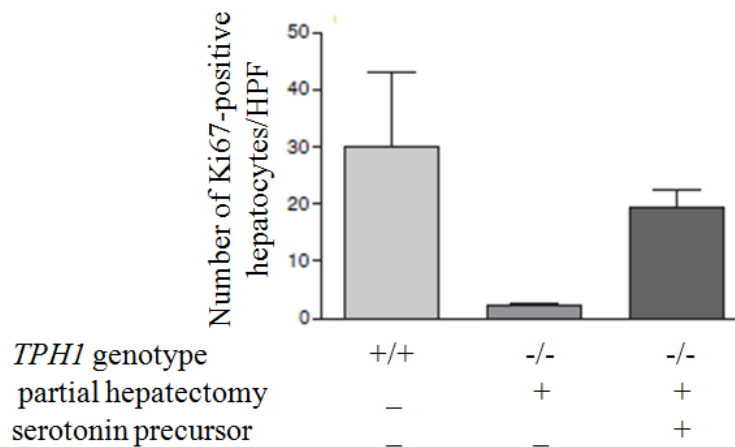 Number of Ki67-positive
hepatocytes/HPF
50
40
30
20
10
0
TPH1 genotype +/+ -/- -/-
partial hepatectomy – + +
serotonin precursor – – +